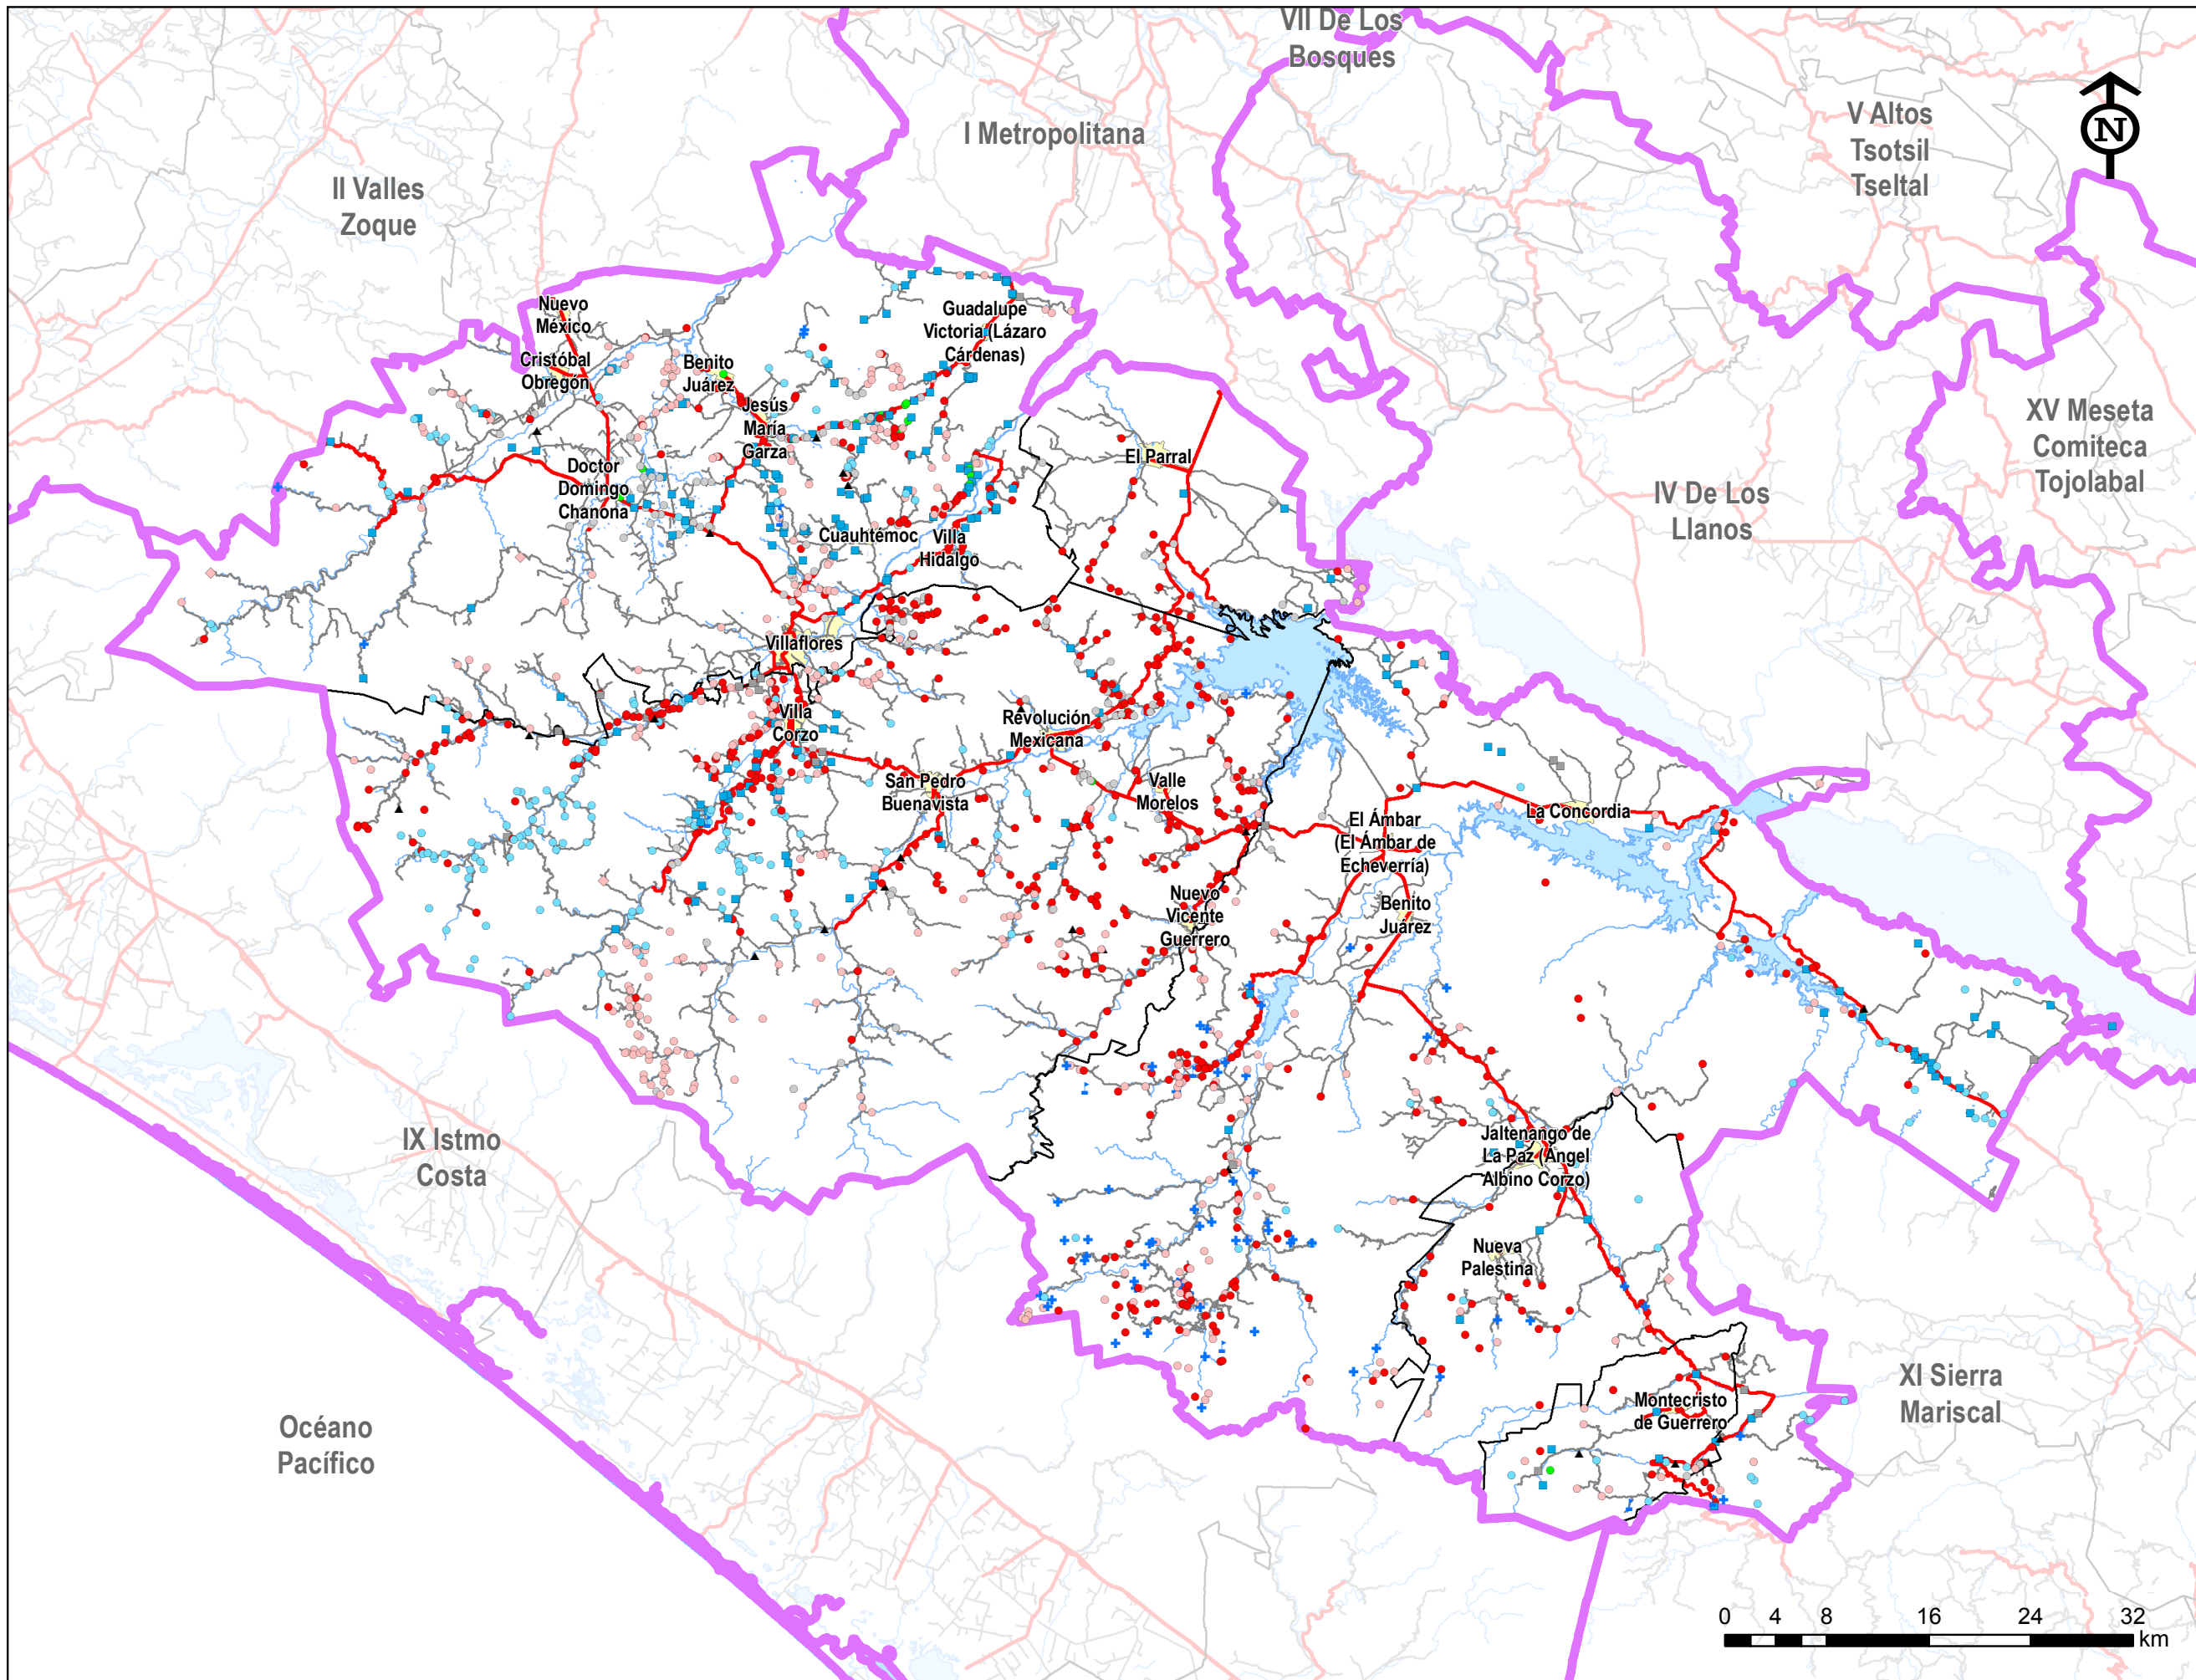 VII De Los
Bosques
I Metropolitana
V Altos
Tsotsil
Tseltal
N
II Valles
Zoque
Nuevo
México
Guadalupe
Victoria (Lázaro
Cárdenas)
Cristóbal
Obregón
Benito
Juárez
Jesús
María
Garza
XV Meseta
Comiteca
Tojolabal
El Parral
Doctor
Domingo
Chanona
IV De Los
Llanos
Cuauhtémoc
Villa
Hidalgo
Villaflores
Villa
Corzo
Revolución
Mexicana
San Pedro
Buenavista
Valle
Morelos
La Concordia
El Ámbar
(El Ámbar de
Echeverría)
Nuevo
Vicente
Guerrero
Benito
Juárez
IX Istmo
Costa
Jaltenango de
La Paz (Ángel
Albino Corzo)
Nueva
Palestina
Montecristo
de Guerrero
XI Sierra
Mariscal
Océano
Pacífico
0 4 8 16 24 32
km